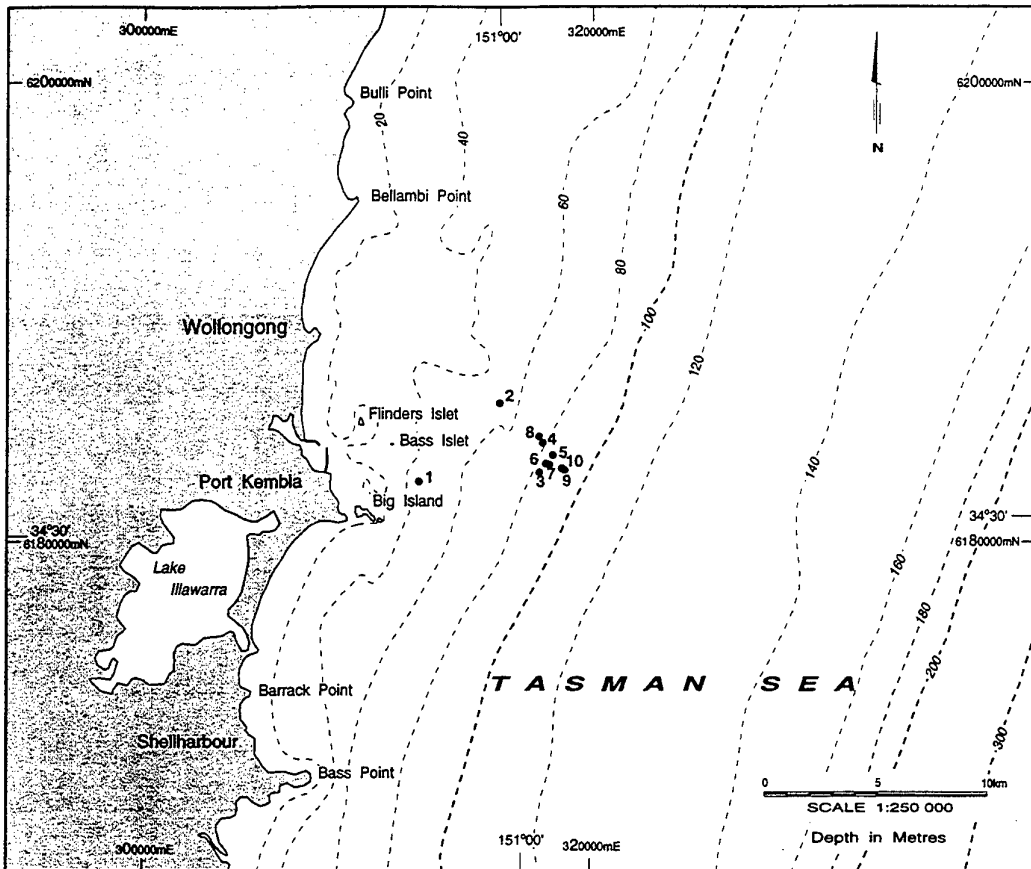 300000mE
151°00'
320000mE
6200000mN
6200000mN
Bulli Point
20
40
N
Bellambi Point
60
80
100
Wollongong
120
2
Flinders Islet
8
4
Bass Islet
5
10
6
7
9
3
1
140
Port Kembla
Big Island
34°30'
6180000mN
34°30'
6180000mN
Lake
Illawarra
160
180
200
TASMAN SEA
Barrack Point
300
Shellharbour
Bass Point
0 5 10km
SCALE 1:250 000
Depth in Metres
300000mE
151°00'
320000mE